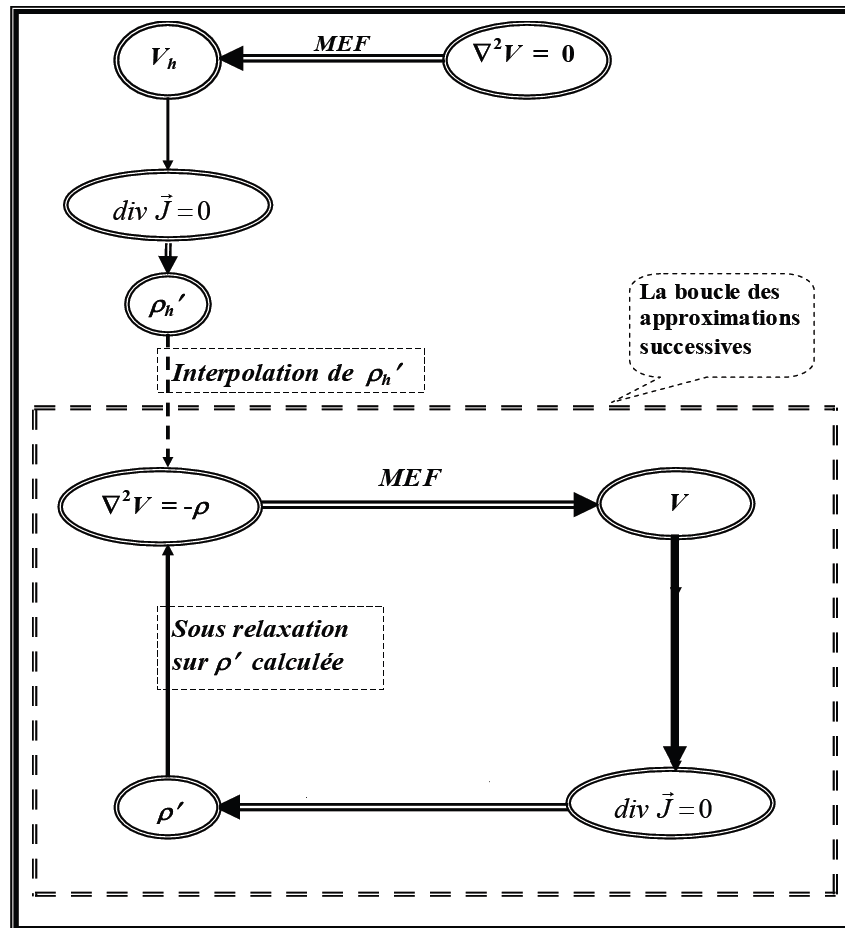 V_h
MEF
∇²V = 0
div J⃗ = 0
ρ_h′
La boucle des
approximations
successives
Interpolation de ρ_h′
∇²V = -ρ
MEF
V
Sous relaxation
sur ρ′ calculée
ρ′
div J⃗ = 0